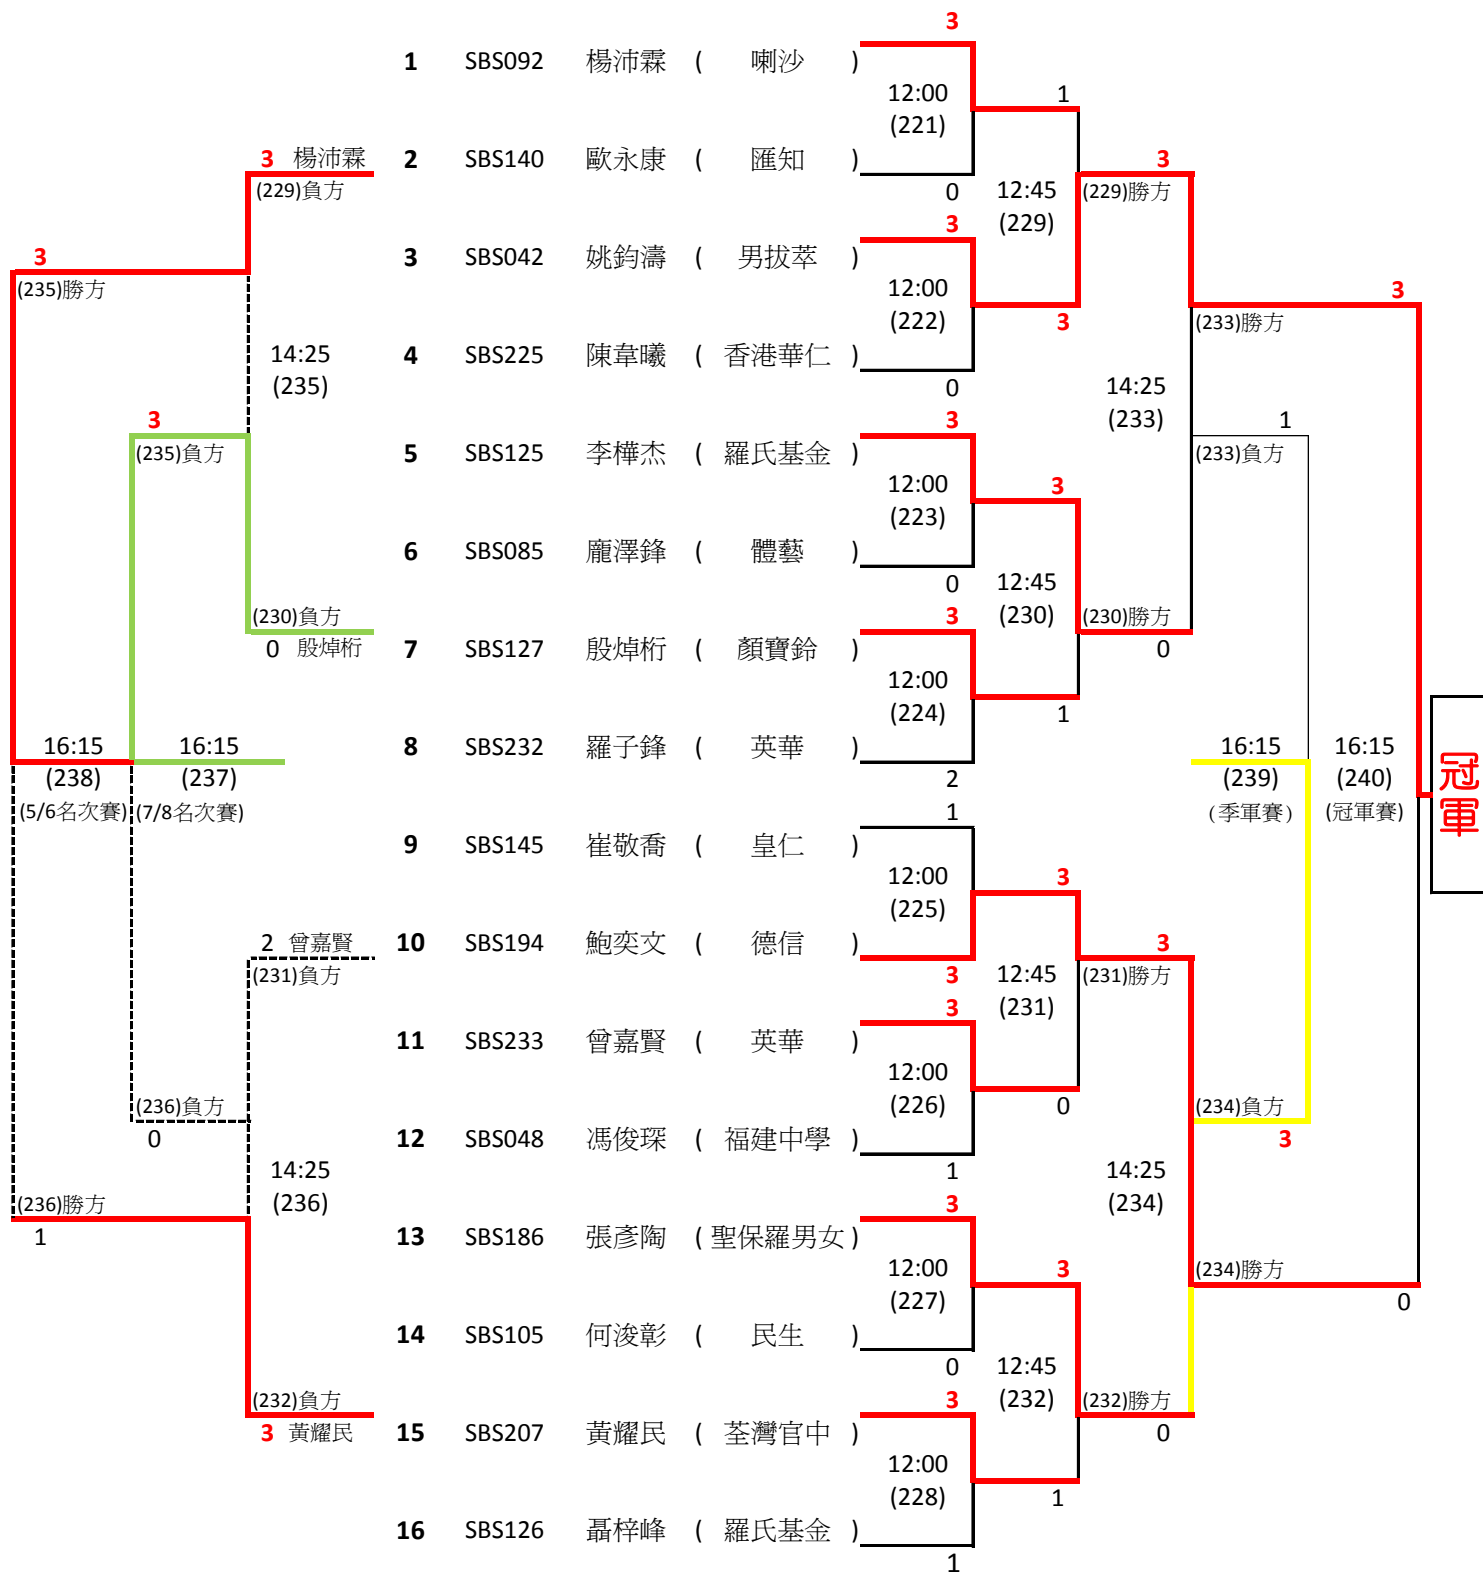 3
1 SBS092 楊沛霖 ( 喇沙 )
12:00
1
(221)
3 楊沛霖 2 SBS140 歐永康 ( 匯知 )
3
(229)負方
0
12:45
(229)勝方
3
(229)
3
3 SBS042 姚鈞濤 ( 男拔萃 )
(235)勝方
12:00
3
(222)
3
(233)勝方
14:25
4 SBS225 陳韋曦 ( 香港華仁 )
(235)
0
14:25
(233)
3
3
1
(235)負方
5 SBS125 李樺杰 ( 羅氏基金 )
(233)負方
12:00
3
(223)
6 SBS085 龐澤鋒 ( 體藝 )
0
12:45
(230)負方
3
(230)
(230)勝方
0 殷焯桁 7 SBS127 殷焯桁 ( 顏寶鈴 )
0
12:00
(224)
1
16:15
16:15
8 SBS232 羅子鋒 ( 英華 )
16:15
16:15
(238)
(237)
2
(239)
(240)
(5/6名次賽)
(7/8名次賽)
1
(季軍賽)
(冠軍賽)
冠軍
9 SBS145 崔敬喬 ( 皇仁 )
12:00
3
(225)
2 曾嘉賢 10 SBS194 鮑奕文 ( 德信 )
3
(231)負方
3
12:45
(231)勝方
3
(231)
11 SBS233 曾嘉賢 ( 英華 )
12:00
(226)
0
(236)負方
(234)負方
0
12 SBS048 馮俊琛 ( 福建中學 )
3
14:25
1
14:25
(236)勝方
(236)
3
(234)
1
13 SBS186 張彥陶 ( 聖保羅男女 )
12:00
3
(234)勝方
(227)
0
14 SBS105 何浚彰 ( 民生 )
0
12:45
(232)負方
3
(232)
(232)勝方
3 黃耀民 15 SBS207 黃耀民 ( 荃灣官中 )
0
12:00
(228)
1
16 SBS126 聶梓峰 ( 羅氏基金 )
1